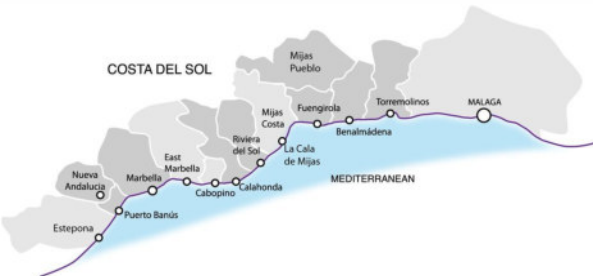 COSTA DEL SOL
Mijas
Pueblo
Torremolinos
MALAGA
Fuengirola
Mijas
Costa
Benalmádena
Riviera
del Sol
La Cala
de Mijas
East
Marbella
MEDITERRANEAN
Nueva
Andalucia
Marbella
Cabopino
Calahonda
Puerto Banús
Estepona